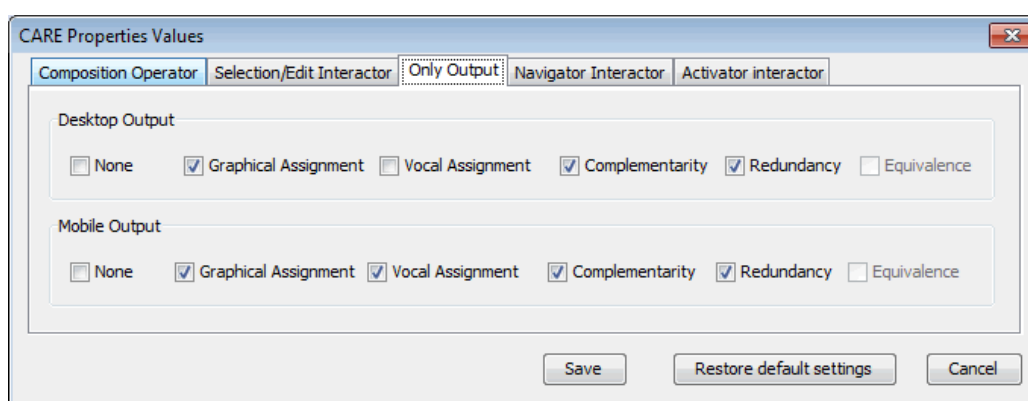 CARE Properties Values
Composition Operator Selection/Edit Interactor Only Output Navigator Interactor Activator interactor
Desktop Output
None Graphical Assignment Vocal Assignment Complementarity Redundancy Equivalence
Mobile Output
None Graphical Assignment Vocal Assignment Complementarity Redundancy Equivalence
Save Restore default settings Cancel